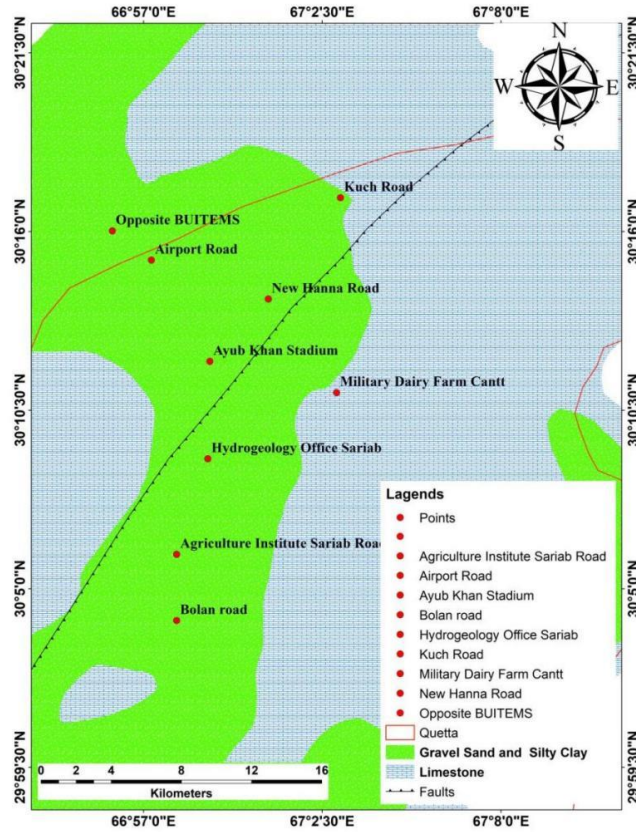 66°57'0"E
67°2'30"E
67°8'0"E
30°21'30"N
30°21'30"N
N
W
E
S
Kuch Road
30°16'0"N
30°16'0"N
Opposite BUITEMS
Airport Road
New Hanna Road
Ayub Khan Stadium
Military Dairy Farm Cantt
30°10'30"N
30°10'30"N
Hydrogeology Office Sariab
Agriculture Institute Sariab Road
30°5'0"N
30°5'0"N
Bolan road
29°59'30"N
29°59'30"N
Legends
Points
Agriculture Institute Sariab Road
Airport Road
Ayub Khan Stadium
Bolan road
Hydrogeology Office Sariab
Kuch Road
Military Dairy Farm Cantt
New Hanna Road
Opposite BUITEMS
Quetta
Gravel Sand and Silty Clay
Limestone
Faults
0 2 4 8 12 16
Kilometers
66°57'0"E
67°2'30"E
67°8'0"E